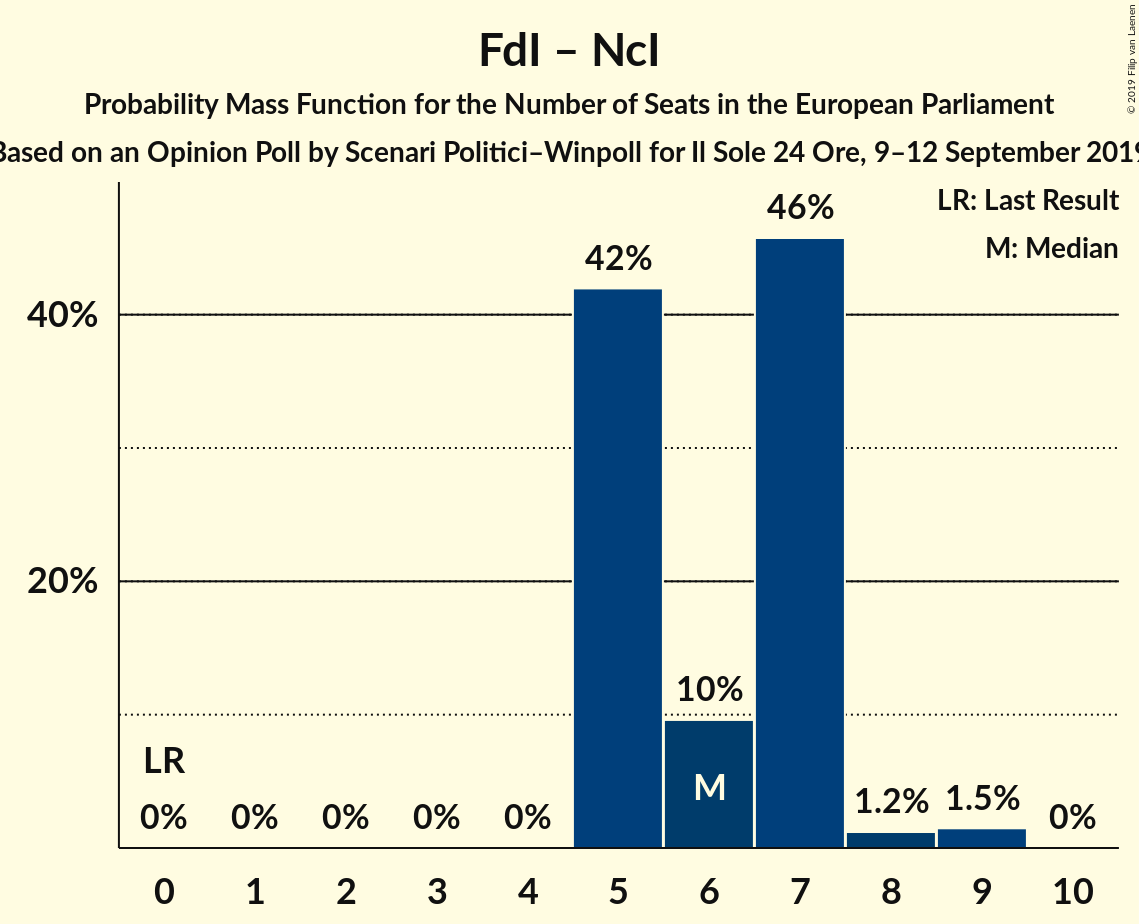 FdI – NcI
Probability Mass Function for the Number of Seats in the European Parliament
Based on an Opinion Poll by Scenari Politici–Winpoll for Il Sole 24 Ore, 9–12 September 2019
© 2019 Filip van Laenen
LR: Last Result
M: Median
46%
42%
40%
20%
10%
LR
M
0% 0% 0% 0% 0% 1.2% 1.5% 0%
0 1 2 3 4 5 6 7 8 9 10